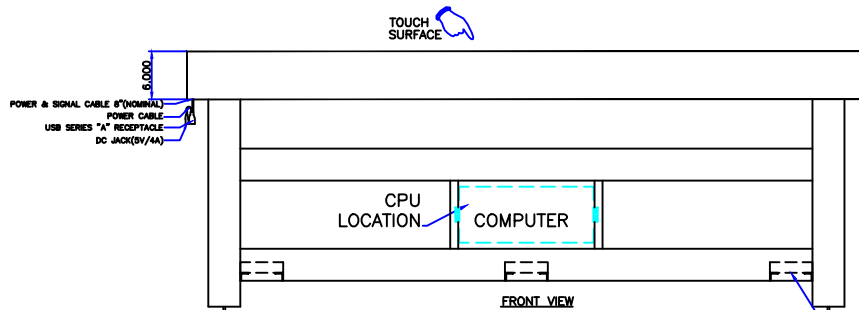 TOUCH
SURFACE
6.000
POWER & SIGNAL CABLE 8"(NOMINAL)
POWER CABLE
USB SERIES "A" RECEPTACLE
DC JACK(5V/4A)
CPU
LOCATION
COMPUTER
FRONT VIEW